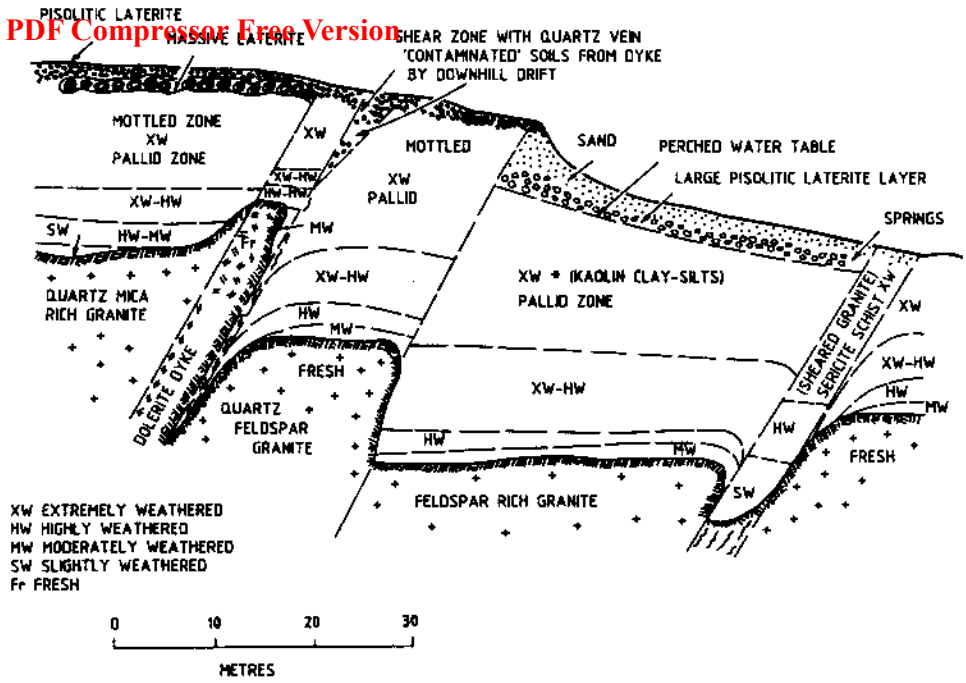 PISOLITIC LATERITE
PDF Compressor Free Version
MASSIVE LATERITE
SHEAR ZONE WITH QUARTZ VEIN
'CONTAMINATED' SOILS FROM DYKE
BY DOWNHILL DRIFT
MOTTLED ZONE
XW
PALLID ZONE
XW
MOTTLED
XW
PALLID
SAND
PERCHED WATER TABLE
LARGE PISOLITIC LATERITE LAYER
SPRINGS
XW-HW
XW-HW
HW-MW
SW
HW-MW
Fr
MW
XW-HW
HW
MW
QUARTZ MICA
RICH GRANITE
DOLERITE DYKE
FRESH
QUARTZ
FELDSPAR
GRANITE
XW * (KAOLIN CLAY-SILTS)
PALLID ZONE
XW-HW
HW
MW
FELDSPAR RICH GRANITE
(SHEARED GRANITE)
SERICITE SCHIST XW
HW
SW
XW
XW-HW
HW
MW
FRESH
XW EXTREMELY WEATHERED
HW HIGHLY WEATHERED
MW MODERATELY WEATHERED
SW SLIGHTLY WEATHERED
Fr FRESH
0 10 20 30
METRES